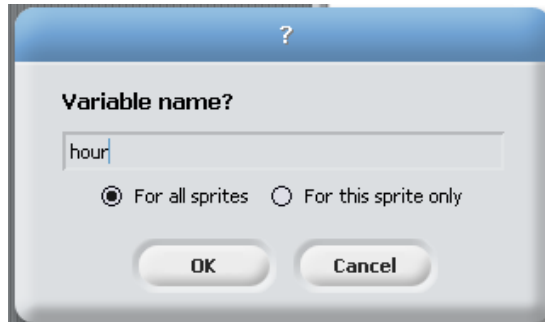 ?
Variable name?
hour
For all sprites For this sprite only
OK Cancel